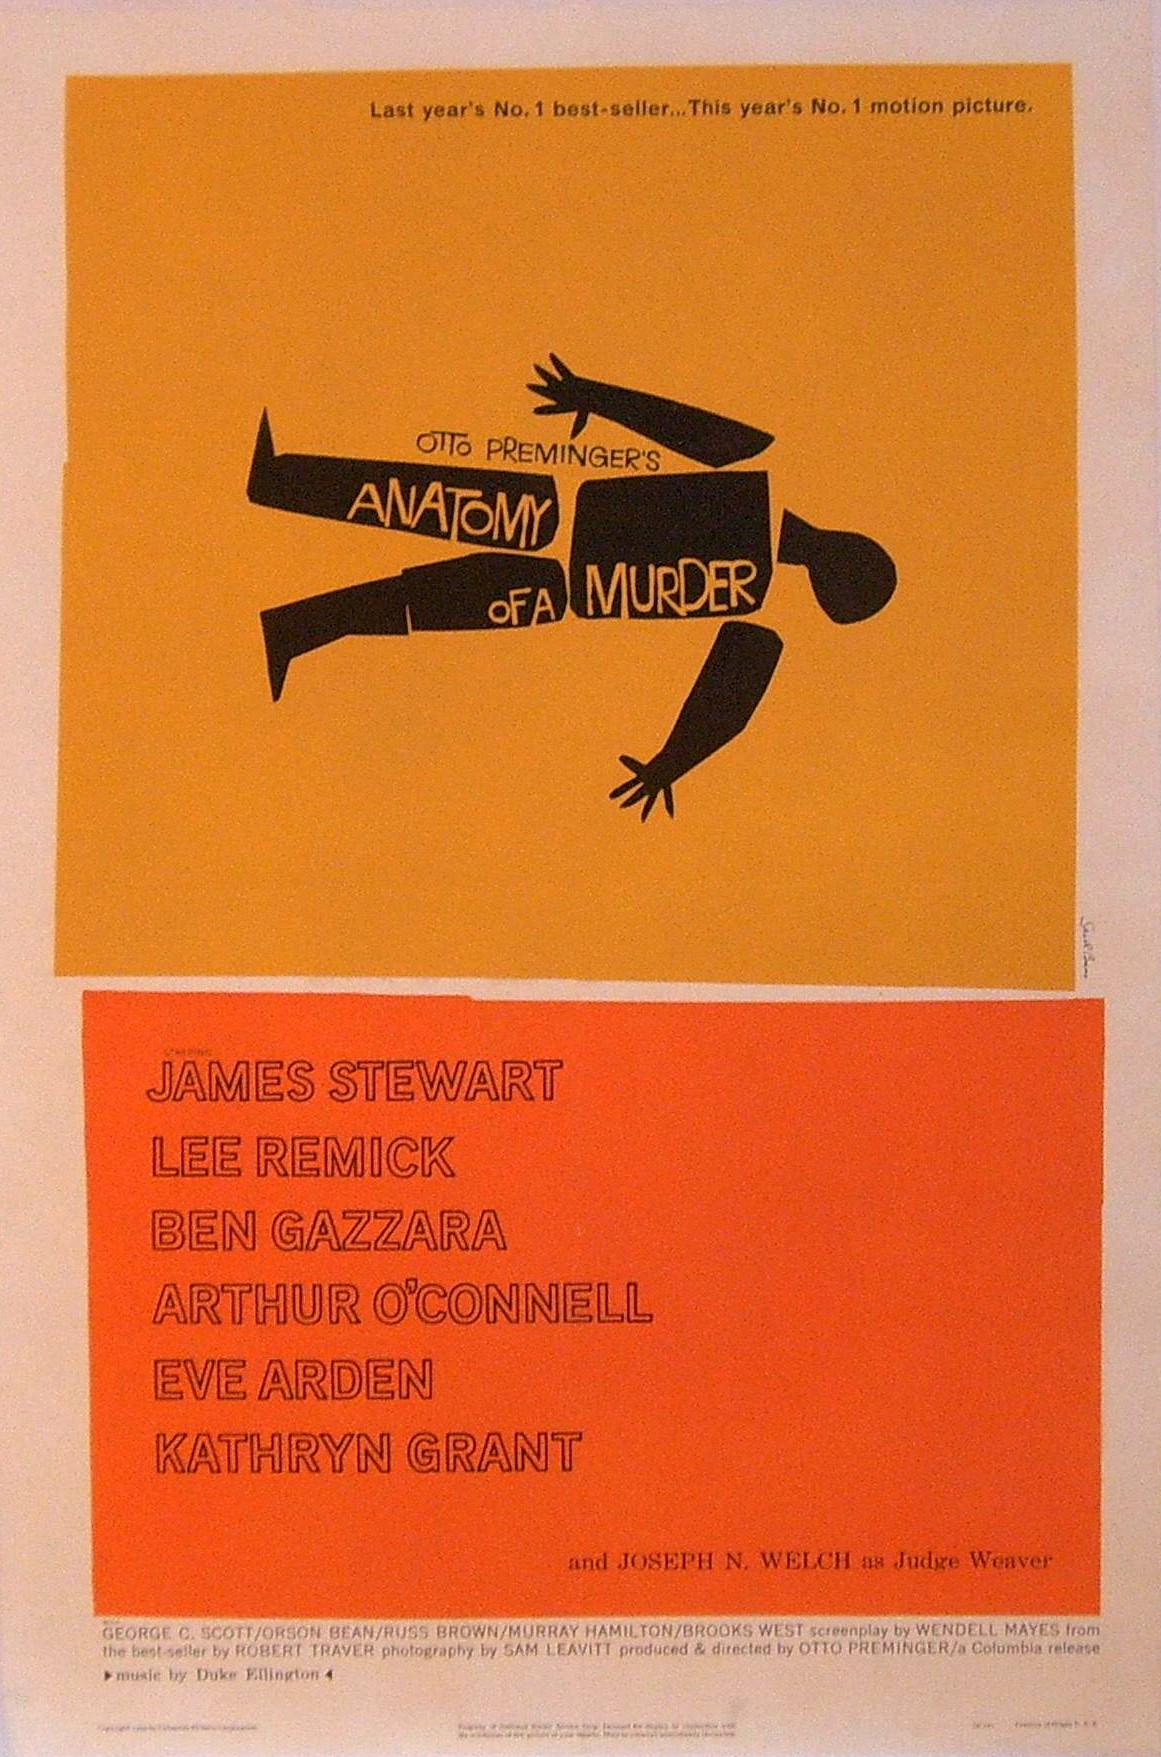 Last year's No. 1 best-seller...This year's No. 1 motion picture.
OTTO PREMINGER'S
ANATOMY
OF A MURDER
Saul Bass
STARRING
JAMES STEWART
LEE REMICK
BEN GAZZARA
ARTHUR O'CONNELL
EVE ARDEN
KATHRYN GRANT
and JOSEPH N. WELCH as Judge Weaver
GEORGE C. SCOTT/ORSON BEAN/RUSS BROWN/MURRAY HAMILTON/BROOKS WEST screenplay by WENDELL MAYES from
the best-seller by ROBERT TRAVER photography by SAM LEAVITT produced & directed by OTTO PREMINGER/a Columbia release
music by Duke Ellington